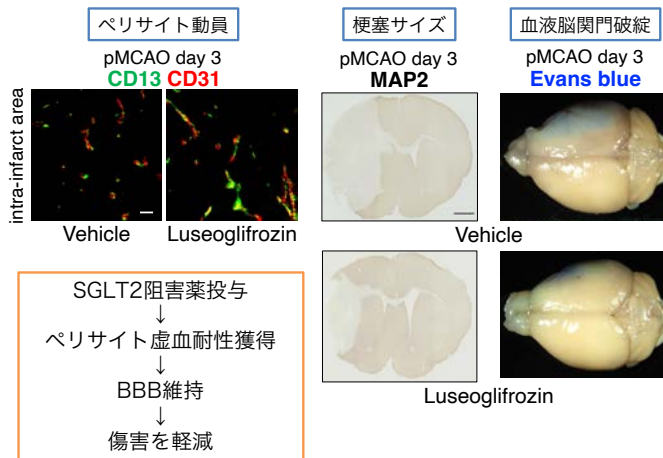 ペリサイト動員
pMCAO day 3
CD13 CD31
intra-infarct area
Vehicle
Luseoglifrozin
梗塞サイズ
pMCAO day 3
MAP2
血液脳関門破綻
pMCAO day 3
Evans blue
Vehicle
Luseoglifrozin
SGLT2阻害薬投与
↓
ペリサイト虚血耐性獲得
↓
BBB維持
↓
傷害を軽減